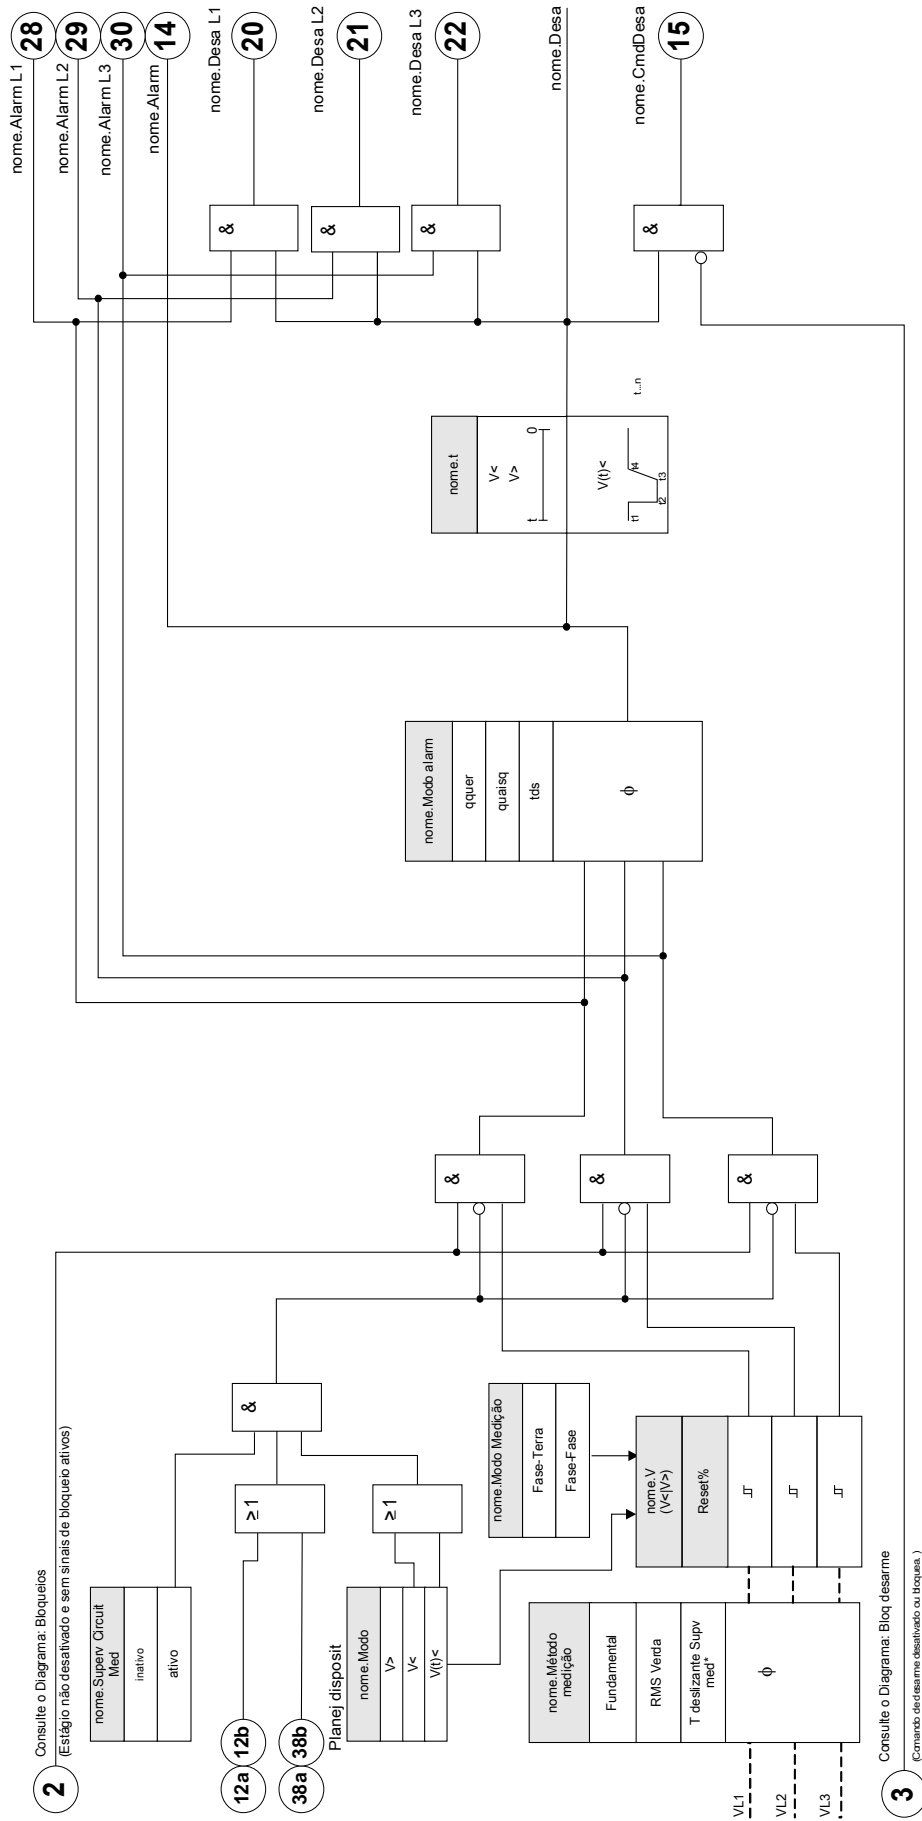 2
Consulte o Diagrama: Bloqueios
(Estágio não desativado e sem sinais de bloqueio ativos)
nome.Superv Circuit
Med
inativo
ativo
12a
12b
38a
38b
≥1
&
Planej disposit
nome.Modo
V>
V<
V(t)<
≥1
nome.Modo Medição
Fase-Terra
Fase-Fase
nome.Método
medição
Fundamental
RMS Verda
T deslizante Supv
med*
φ
VL1
VL2
VL3
nome.V
(V<|V>)
Reset%
3
Consulte o Diagrama: Bloq desarme
(Comando de desarme desativado ou bloquea. )
&
&
&
nome.Modo alarm
qquer
quaisq
tds
φ
nome.t
V<
V>
t
0
V(t)<
t1
t2
t3
t4
t...n
&
&
&
&
nome.Alarm L1
28
nome.Alarm L2
29
nome.Alarm L3
30
nome.Alarm
14
nome.Desa L1
20
nome.Desa L2
21
nome.Desa L3
22
nome.Desa
nome.CmdDesa
15